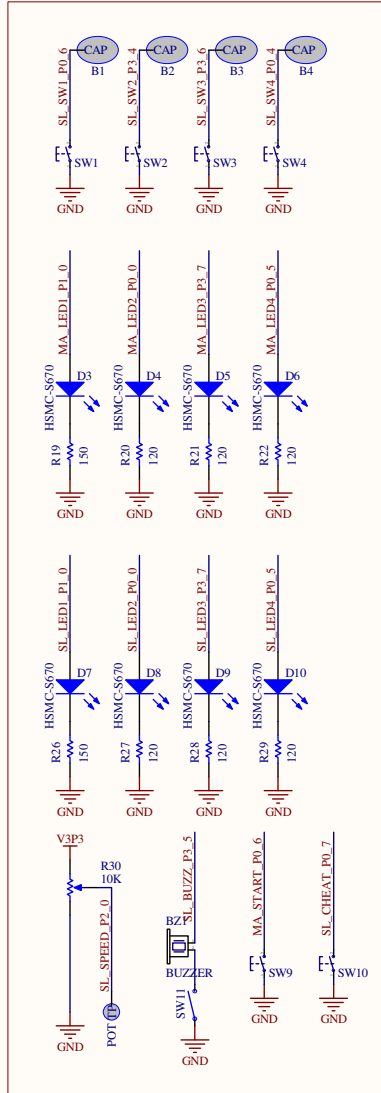 CAP CAP CAP CAP
B1 B2 B3 B4
SL_SW1_P0_6 SL_SW2_P3_4 SL_SW3_P3_6 SL_SW4_P0_4
SW1 SW2 SW3 SW4
GND GND GND GND
MA_LED1_P1_0 MA_LED2_P0_0 MA_LED3_P3_7 MA_LED4_P0_5
D3 D4 D5 D6
HSMC-S670 HSMC-S670 HSMC-S670 HSMC-S670
R19 150 R20 120 R21 120 R22 120
GND GND GND GND
SL_LED1_P1_0 SL_LED2_P0_0 SL_LED3_P3_7 SL_LED4_P0_5
D7 D8 D9 D10
HSMC-S670 HSMC-S670 HSMC-S670 HSMC-S670
R26 150 R27 120 R28 120 R29 120
GND GND GND GND
V3P3
R30
10K
SL_SPEED_P2_0
POT TP
GND
SL_BUZZ_P3_5
BZ1
BUZZER
SW11
GND
MA_START_P0_6
SW9
GND
SL_CHEAT_P0_7
SW10
GND